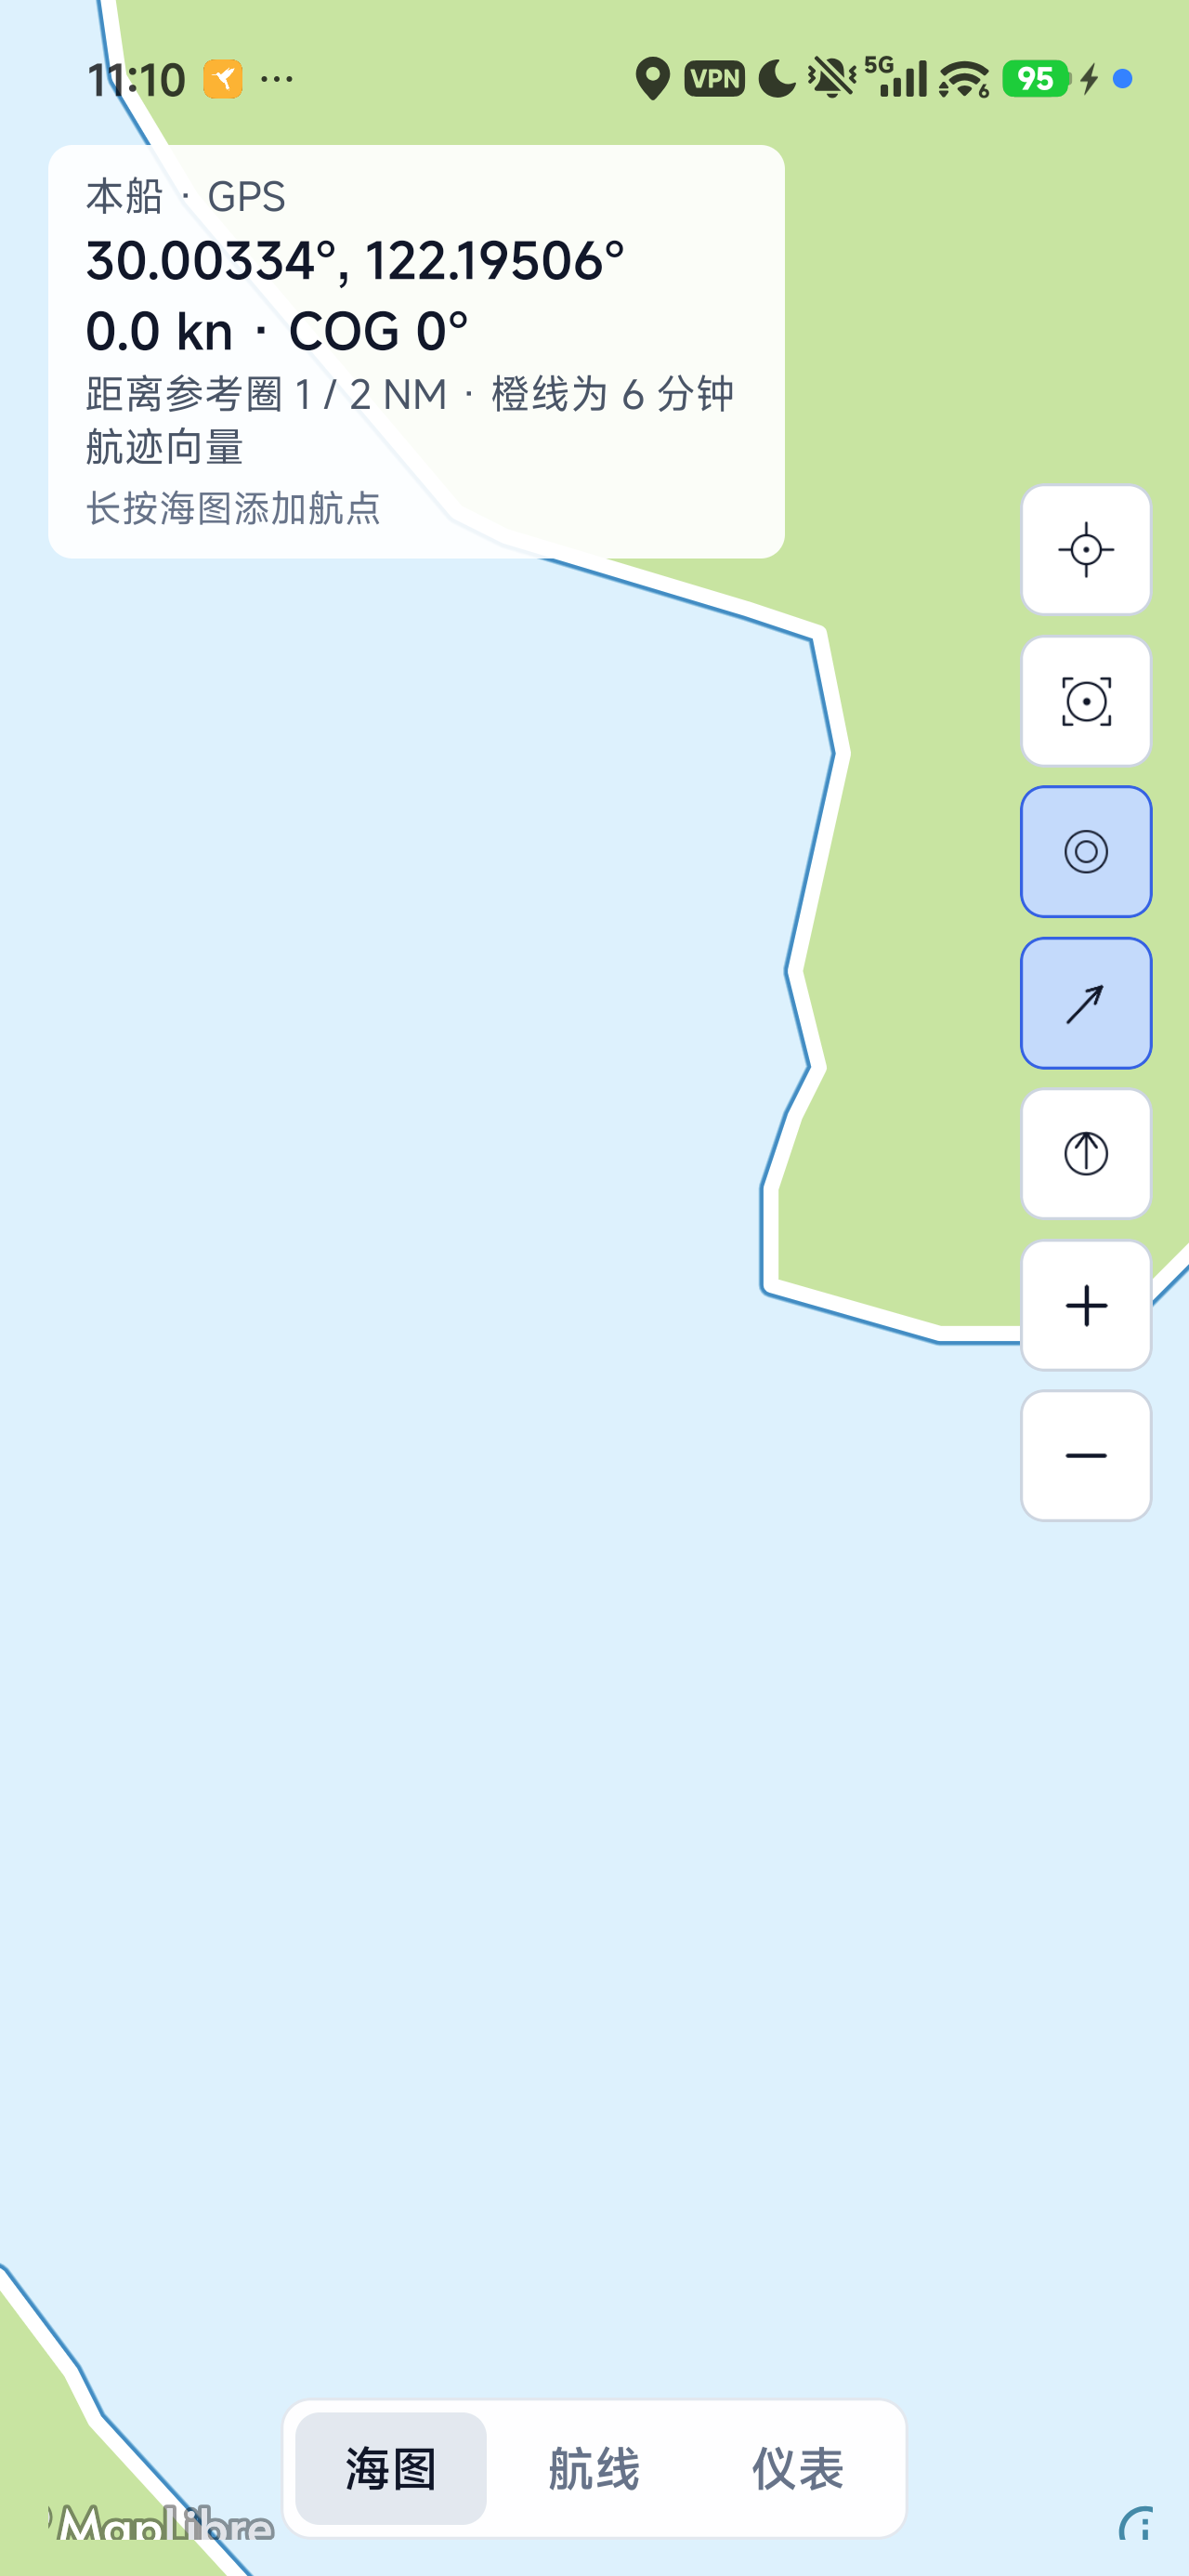 11:10 ... VPN 5G 6 95
本船 · GPS
30.00334°, 122.19506°
0.0 kn · COG 0°
距离参考圈 1 / 2 NM · 橙线为 6 分钟
航迹向量
长按海图添加航点
海图 航线 仪表
MapLibre